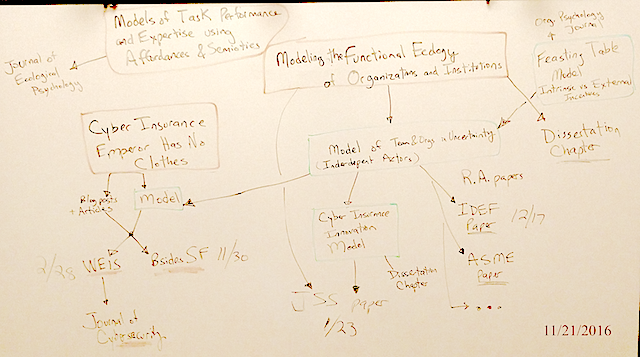 Models of Task Performance
and Expertise using
Affordances & Semiotics
Journal of
Ecological
Psychology
Modeling the Functional Ecology
of Organizations and Institutions
Org. Psychology
Journal
Feasting Table
Model
Intrinsic vs External
Incentives
Dissertation
Chapter
Cyber Insurance
Emperor Has No
Clothes
Blog posts
+ Articles
Model
Model of Team & Orgs in Uncertainty
(Interdependent Actors)
R.A. papers
IDEF
Paper
12/17
ASME
Paper
Cyber Insurance
Innovation
Model
Dissertation
Chapter
2/28
WEIS
Bsides SF 11/30
Journal of
Cybersecurity
JSS paper
1/23
11/21/2016